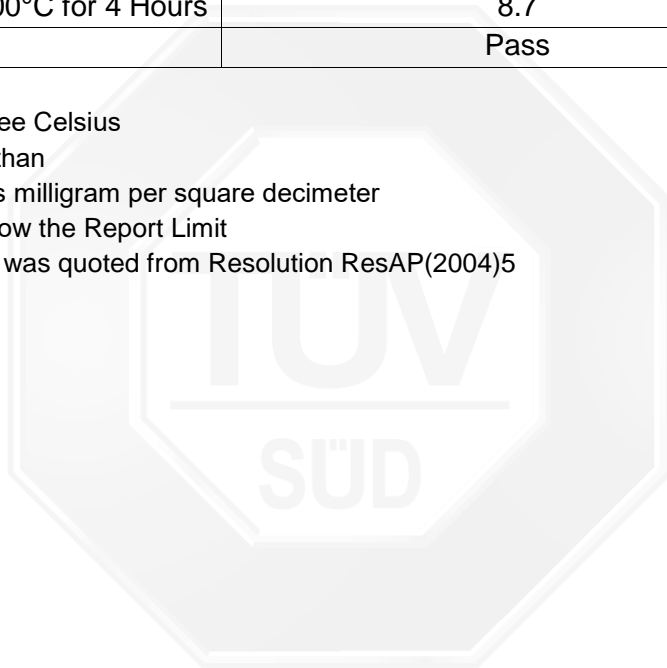 00°C for 4 Hours 8.7
Pass
ee Celsius
than
s milligram per square decimeter
ow the Report Limit
was quoted from Resolution ResAP(2004)5
TÜV
SÜD